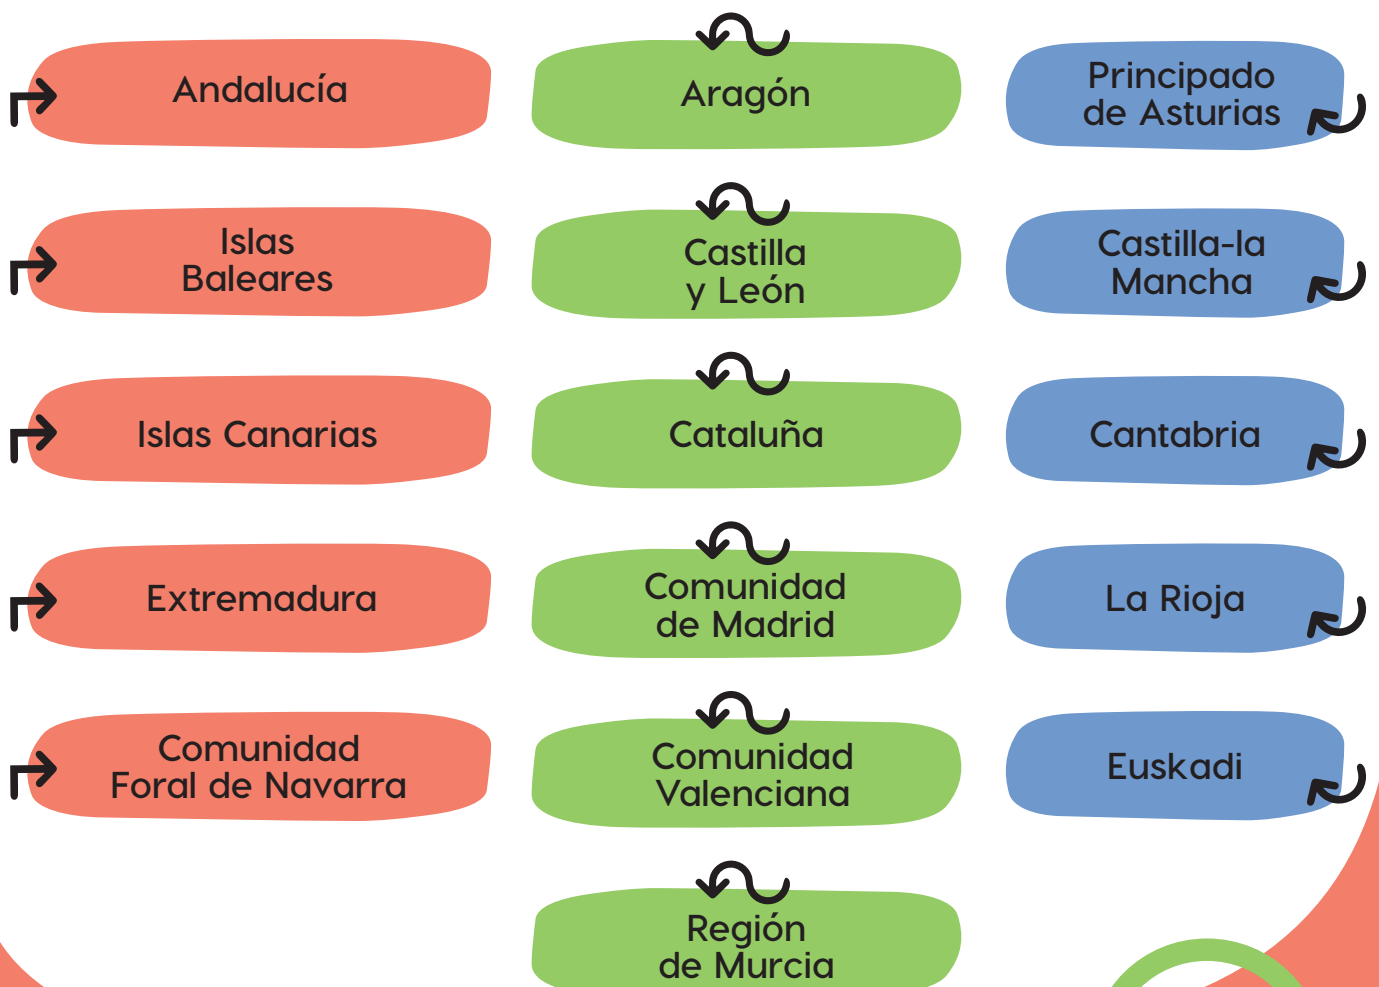 Andalucía
Aragón
Principado
de Asturias
Islas
Baleares
Castilla
y León
Castilla-la
Mancha
Islas Canarias
Cataluña
Cantabria
Extremadura
Comunidad
de Madrid
La Rioja
Comunidad
Foral de Navarra
Comunidad
Valenciana
Euskadi
Región
de Murcia